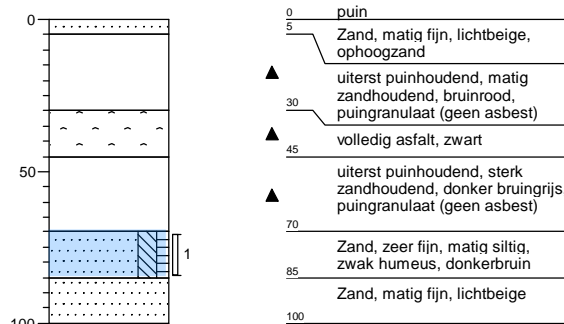 0
50
100
1
0
puin
5
Zand, matig fijn, lichtbeige,
ophoogzand
uiterst puinhoudend, matig
zandhoudend, bruinrood,
puingranulaat (geen asbest)
30
volledig asfalt, zwart
45
uiterst puinhoudend, sterk
zandhoudend, donker bruingrijs,
puingranulaat (geen asbest)
70
Zand, zeer fijn, matig siltig,
zwak humeus, donkerbruin
85
Zand, matig fijn, lichtbeige
100